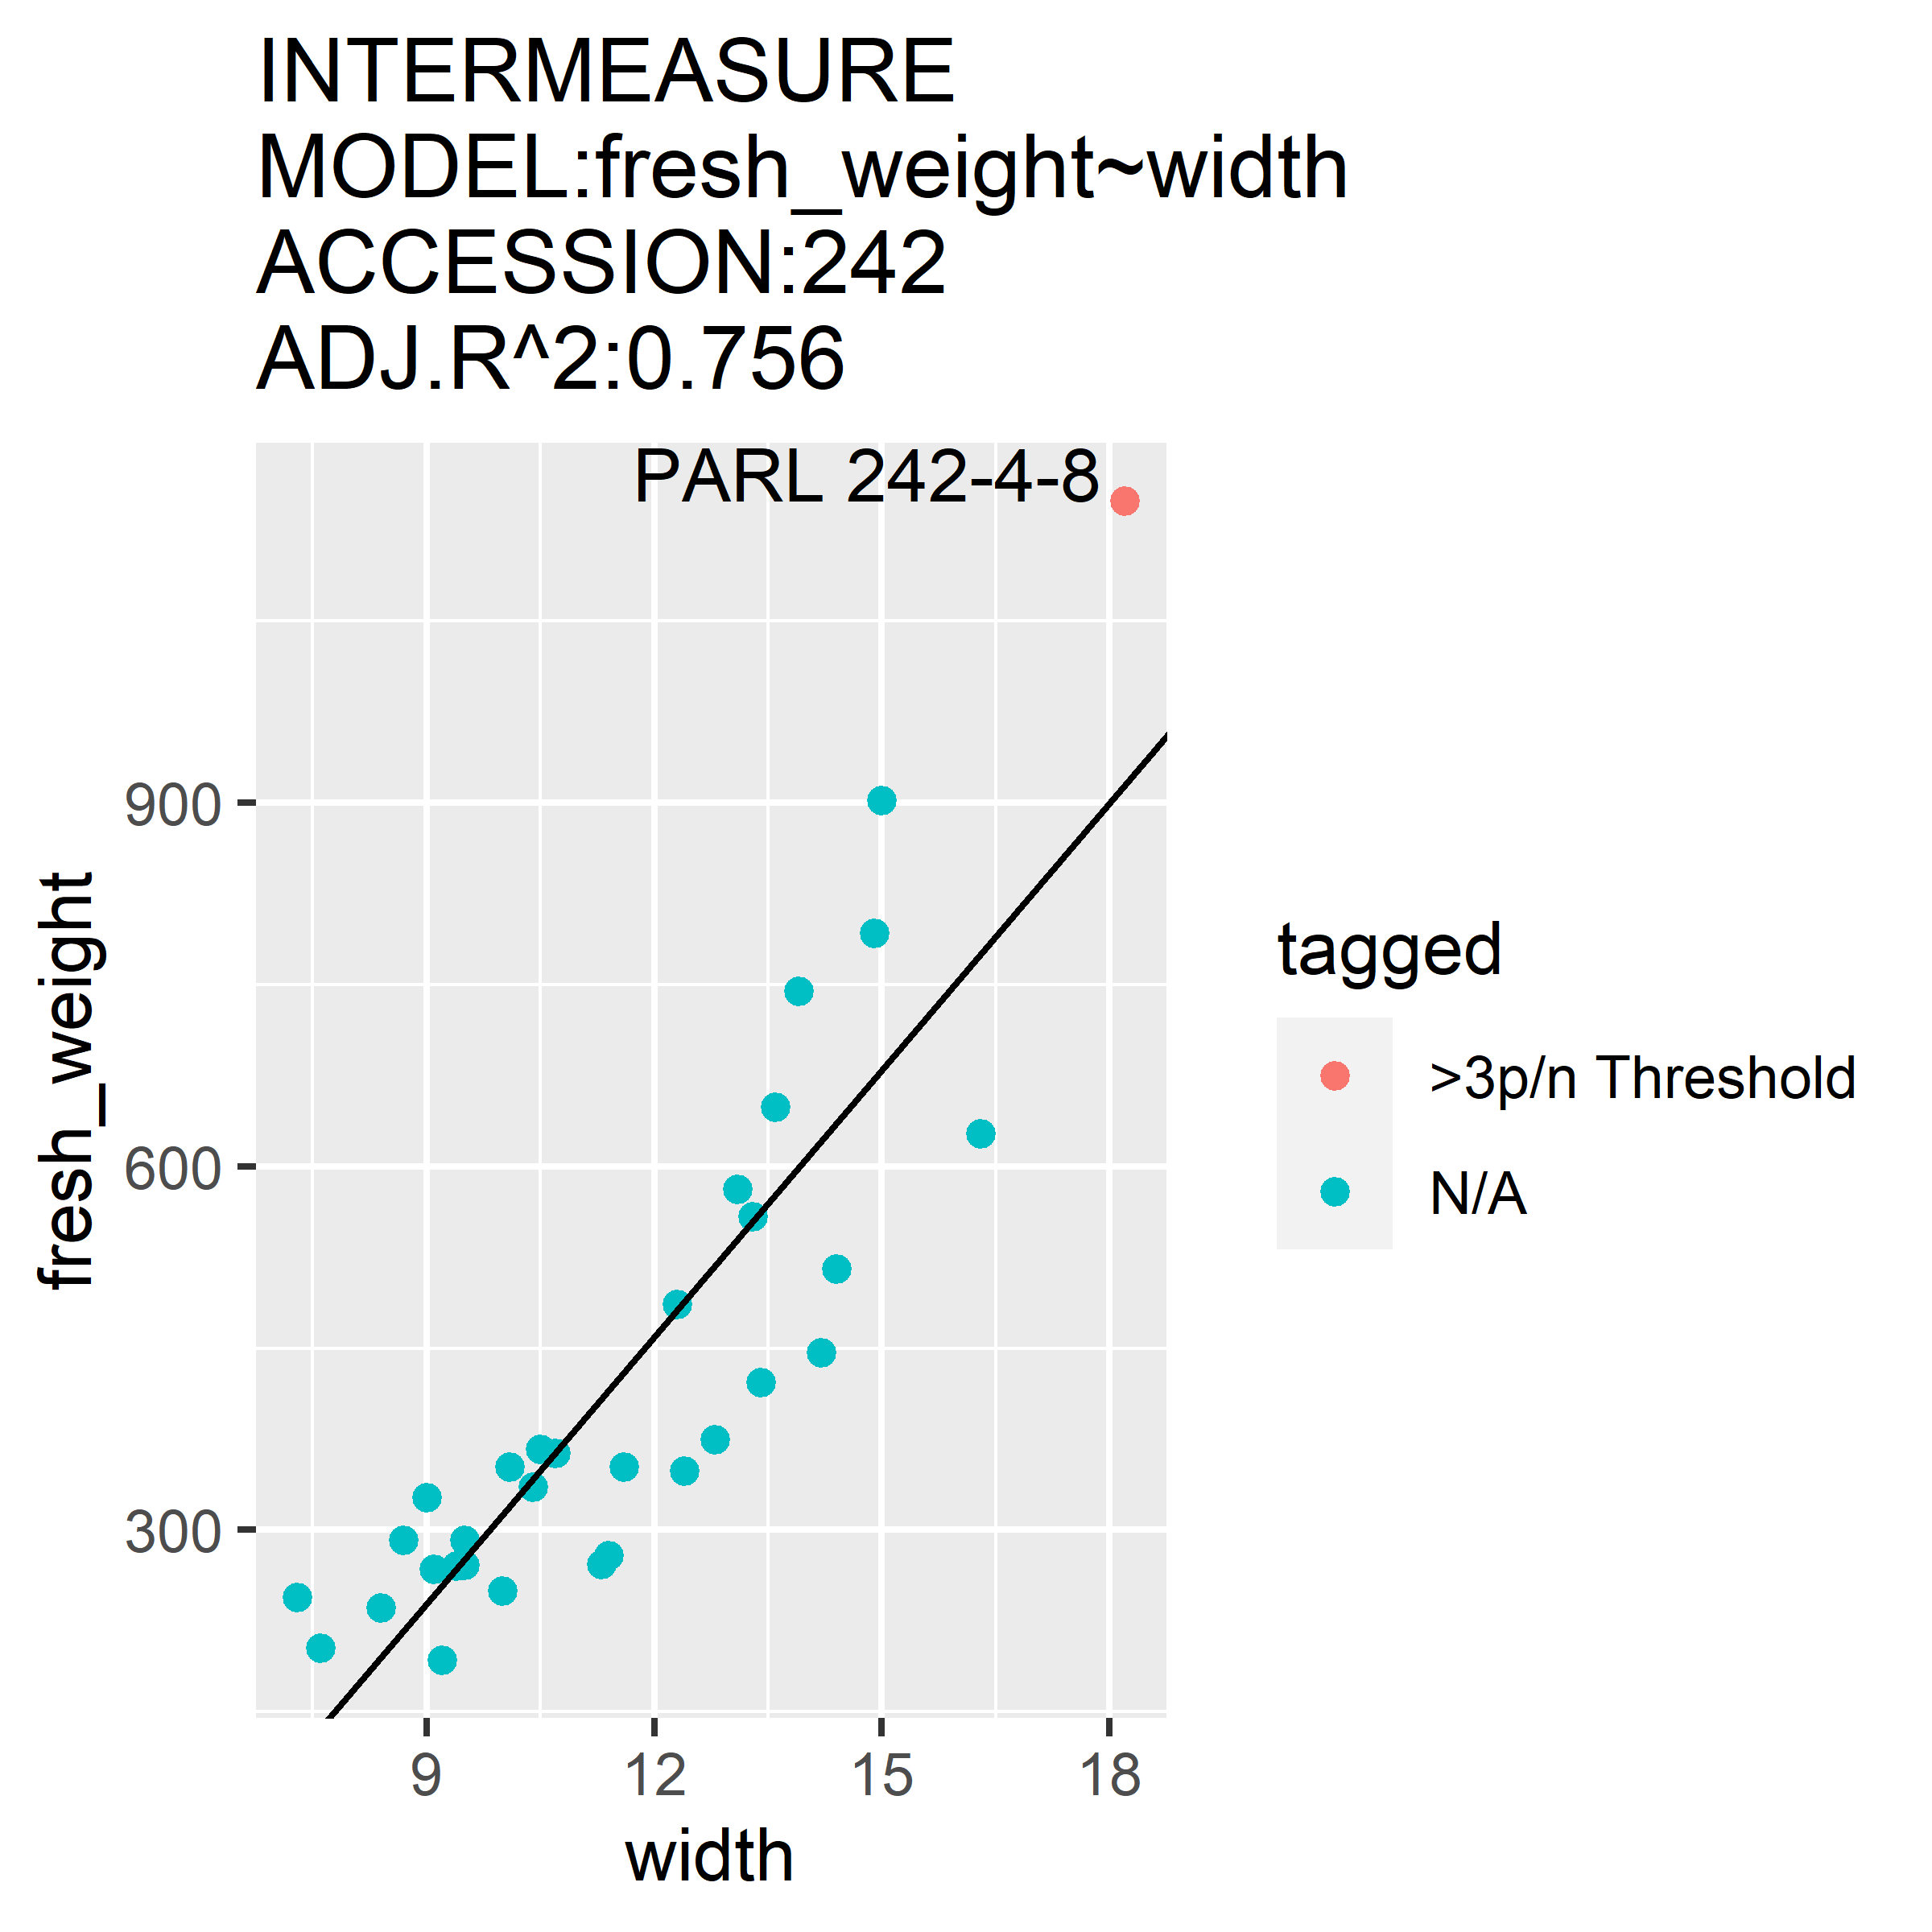 INTERMEASURE
MODEL:fresh_weight~width
ACCESSION:242
ADJ.R^2:0.756
PARL 242-4-8
900
600
300
fresh_weight
9 12 15 18
width
tagged
>3p/n Threshold
N/A